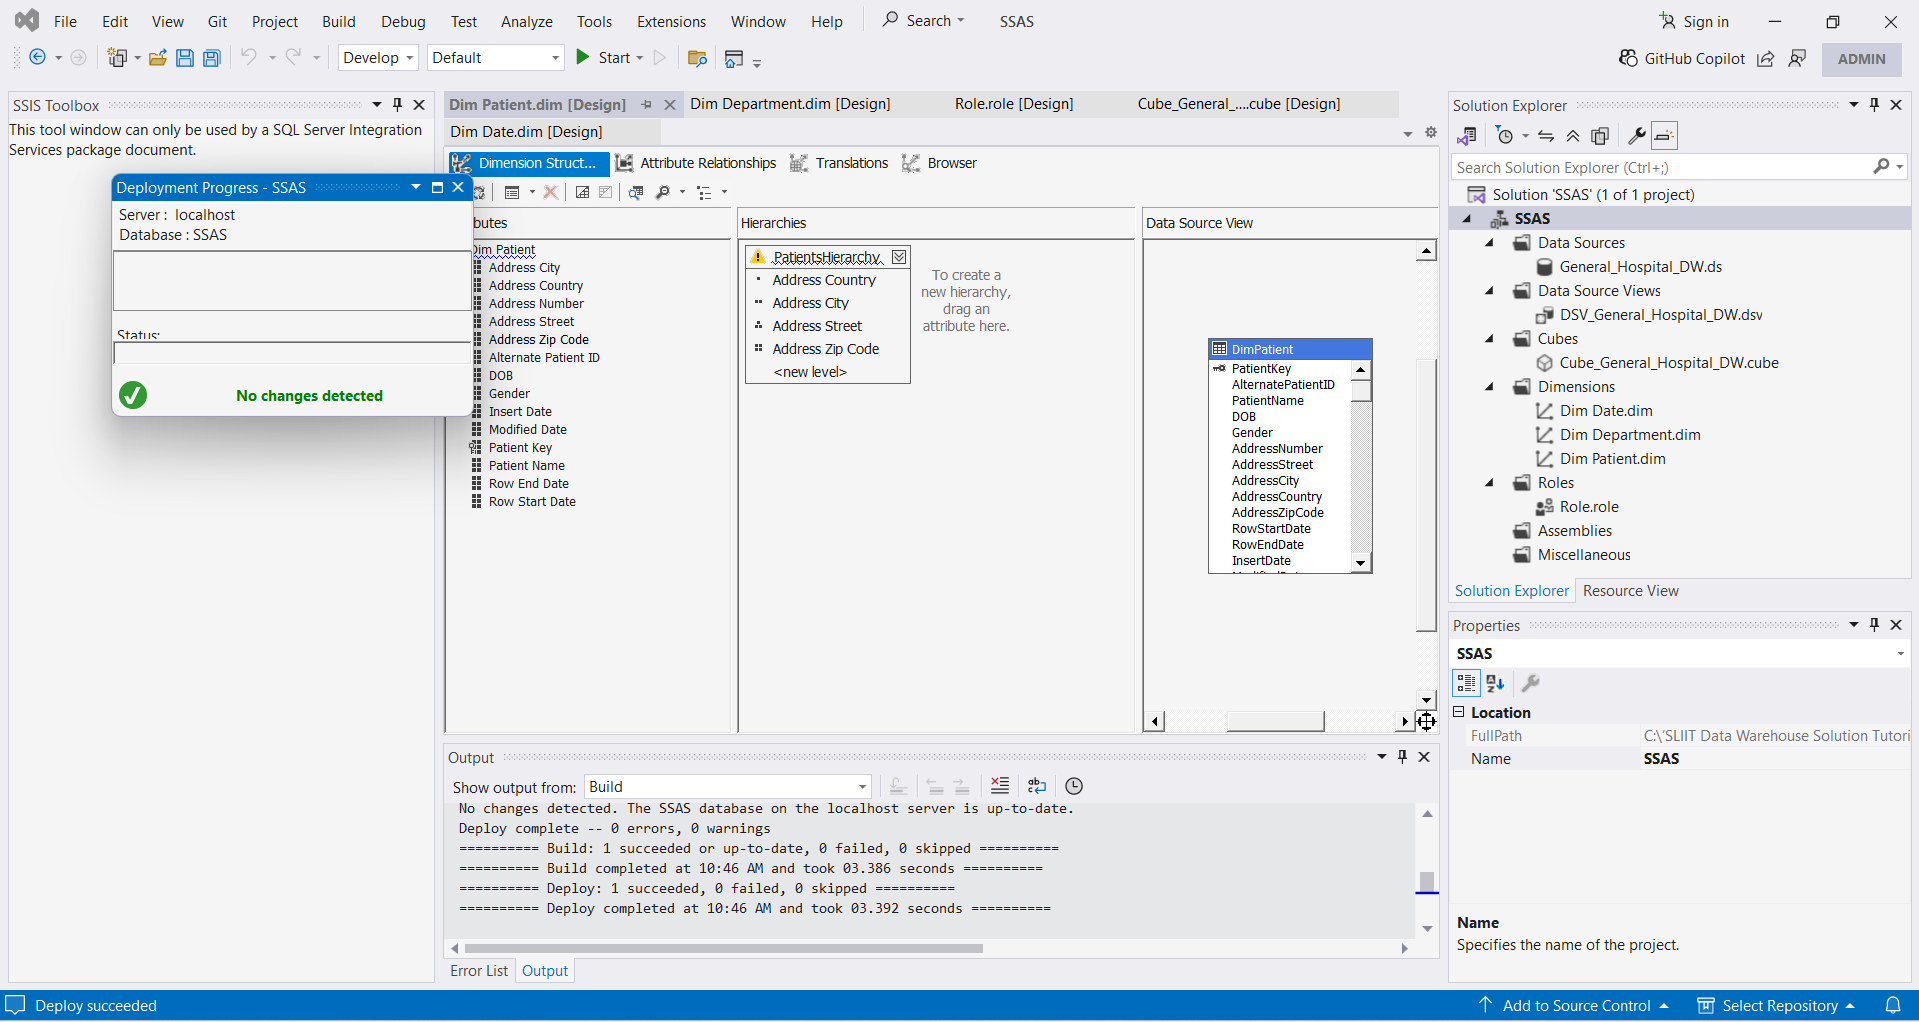 File Edit View Git Project Build Debug Test Analyze Tools Extensions Window Help Search SSAS Sign in
Develop Default Start GitHub Copilot ADMIN
SSIS Toolbox
This tool window can only be used by a SQL Server Integration
Services package document.
Deployment Progress - SSAS
Server : localhost
Database : SSAS
Status:
No changes detected
Dim Patient.dim [Design] Dim Department.dim [Design] Role.role [Design] Cube_General_....cube [Design]
Dim Date.dim [Design]
Dimension Struct... Attribute Relationships Translations Browser
butes
Dim Patient
Address City
Address Country
Address Number
Address Street
Address Zip Code
Alternate Patient ID
DOB
Gender
Insert Date
Modified Date
Patient Key
Patient Name
Row End Date
Row Start Date
Hierarchies
PatientsHierarchy
Address Country
Address City
Address Street
Address Zip Code
<new level>
To create a
new hierarchy,
drag an
attribute here.
Data Source View
DimPatient
PatientKey
AlternatePatientID
PatientName
DOB
Gender
AddressNumber
AddressStreet
AddressCity
AddressCountry
AddressZipCode
RowStartDate
RowEndDate
InsertDate
Output
Show output from: Build
No changes detected. The SSAS database on the localhost server is up-to-date.
Deploy complete -- 0 errors, 0 warnings
========== Build: 1 succeeded or up-to-date, 0 failed, 0 skipped ==========
========== Build completed at 10:46 AM and took 03.386 seconds ==========
========== Deploy: 1 succeeded, 0 failed, 0 skipped ==========
========== Deploy completed at 10:46 AM and took 03.392 seconds ==========
Error List Output
Solution Explorer
Search Solution Explorer (Ctrl+;)
Solution 'SSAS' (1 of 1 project)
SSAS
Data Sources
General_Hospital_DW.ds
Data Source Views
DSV_General_Hospital_DW.dsv
Cubes
Cube_General_Hospital_DW.cube
Dimensions
Dim Date.dim
Dim Department.dim
Dim Patient.dim
Roles
Role.role
Assemblies
Miscellaneous
Solution Explorer Resource View
Properties
SSAS
Location
FullPath C:\'SLIIT Data Warehouse Solution Tutori
Name SSAS
Name
Specifies the name of the project.
Deploy succeeded Add to Source Control Select Repository